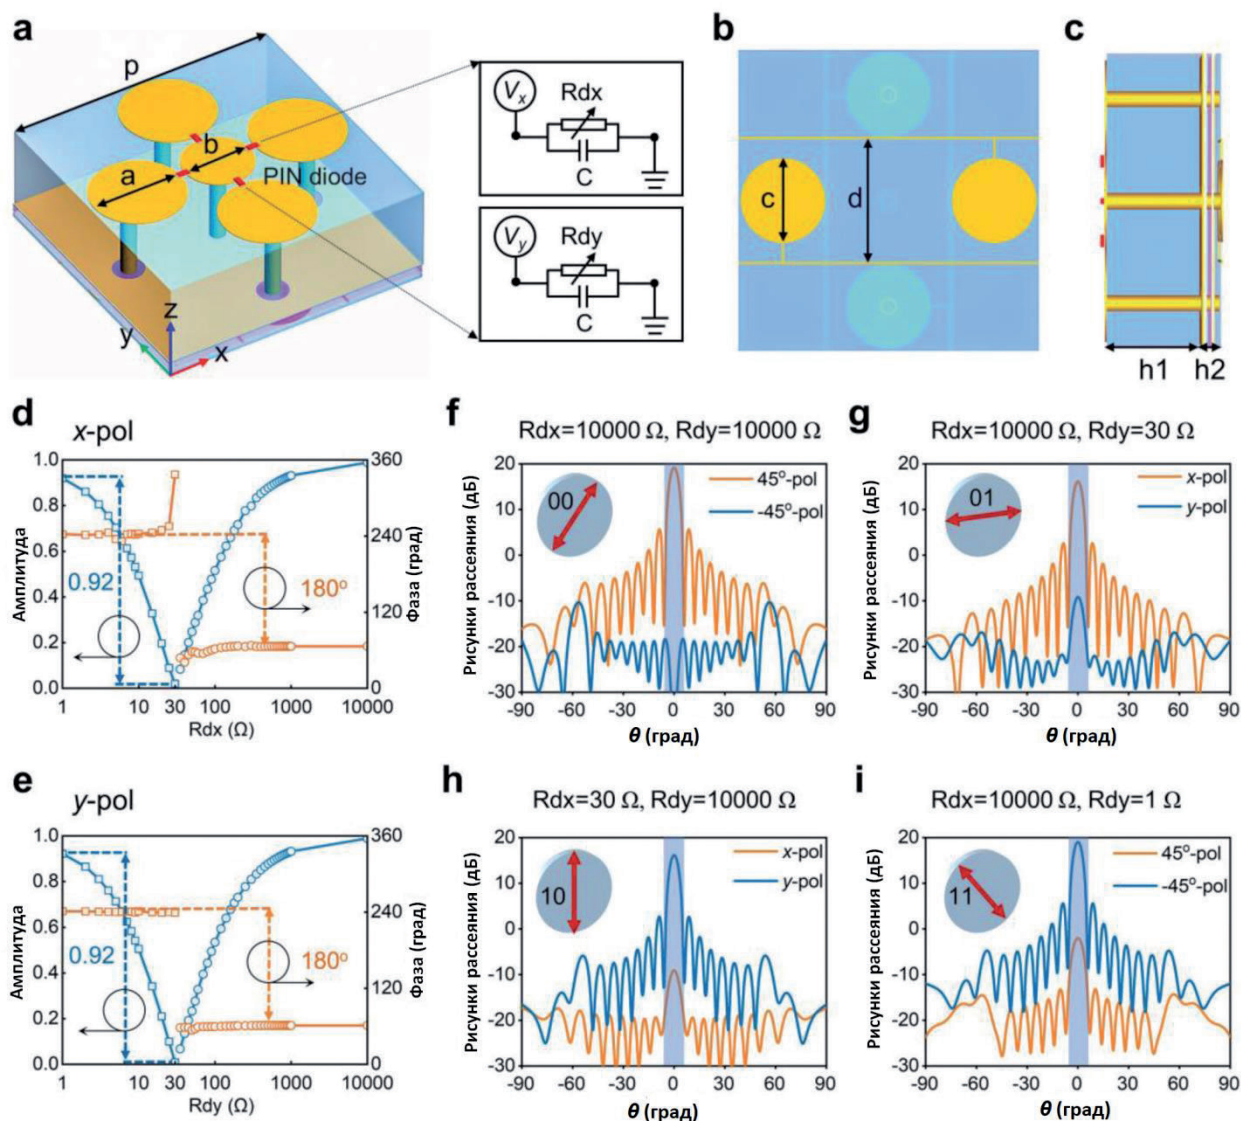 a
b
c
p
b
a
PIN diode
z
y
x
Vx
Rdx
C
Vy
Rdy
C
c
d
h1 h2
d
x-pol
Амплитуда
1.0
0.8
0.6
0.4
0.2
0.0
0.92
180°
360
240
120
0
Фаза (град)
1 10 30 100 1000 10000
Rdx (Ω)
f
Rdx=10000 Ω, Rdy=10000 Ω
Рисунки рассеяния (дБ)
20
10
0
-10
-20
-30
00
45°-pol
-45°-pol
-90 -60 -30 0 30 60 90
θ (град)
g
Rdx=10000 Ω, Rdy=30 Ω
Рисунки рассеяния (дБ)
20
10
0
-10
-20
-30
01
x-pol
y-pol
-90 -60 -30 0 30 60 90
θ (град)
e
y-pol
Амплитуда
1.0
0.8
0.6
0.4
0.2
0.0
0.92
180°
360
240
120
0
Фаза (град)
1 10 30 100 1000 10000
Rdy (Ω)
h
Rdx=30 Ω, Rdy=10000 Ω
Рисунки рассеяния (дБ)
20
10
0
-10
-20
-30
10
x-pol
y-pol
-90 -60 -30 0 30 60 90
θ (град)
i
Rdx=10000 Ω, Rdy=1 Ω
Рисунки рассеяния (дБ)
20
10
0
-10
-20
-30
11
45°-pol
-45°-pol
-90 -60 -30 0 30 60 90
θ (град)